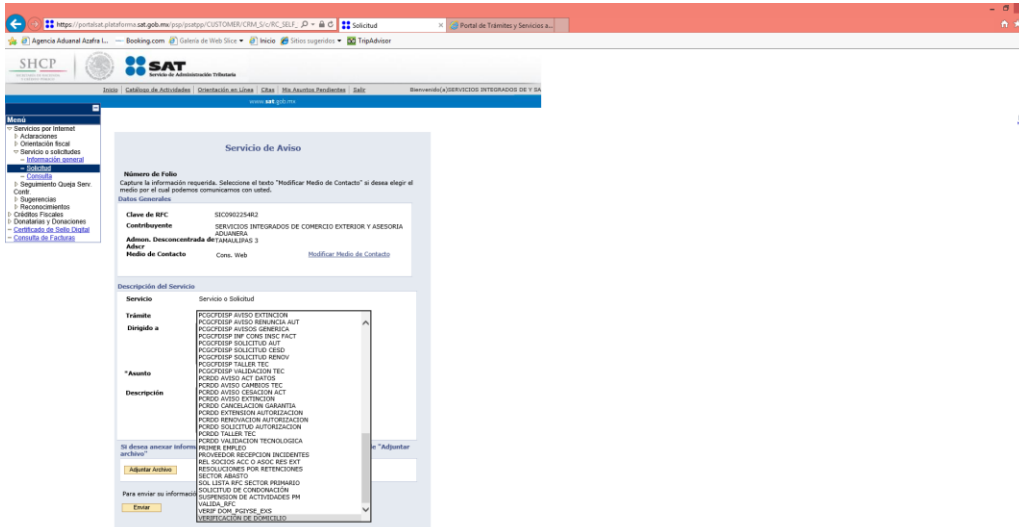 https://portalsat.plataforma.sat.gob.mx/psp/psatpp/CUSTOMER/CRM_S/c/RC_SELF_
Solicitud
Portal de Trámites y Servicios a...
Agencia Aduanal Azafra I...
Booking.com
Galería de Web Slice
Inicio
Sitios sugeridos
TripAdvisor
SHCP
SAT
Servicio de Administración Tributaria
Inicio | Catálogo de Actividades | Orientación en Línea | Citas | Mis Asuntos Pendientes | Salir
Bienvenido(a)SERVICIOS INTEGRADOS DE Y SA
www.sat.gob.mx
Menú
Servicios por Internet
Aclaraciones
Orientación fiscal
Servicio o solicitudes
Información general
Solicitud
Consulta
Seguimiento Queja Serv.
Contr.
Sugerencias
Reconocimientos
Créditos Fiscales
Donatarias y Donaciones
Certificado de Sello Digital
Consulta de Facturas
Servicio de Aviso
Número de Folio
Capture la información requerida. Seleccione el texto "Modificar Medio de Contacto" si desea elegir el
medio por el cual podemos comunicarnos con usted.
Datos Generales
Clave de RFC SIC0902254R2
Contribuyente SERVICIOS INTEGRADOS DE COMERCIO EXTERIOR Y ASESORIA
ADUANERA
Admon. Desconcentrada de TAMAULIPAS 3
Adscr
Medio de Contacto Cons. Web Modificar Medio de Contacto
Descripción del Servicio
Servicio Servicio o Solicitud
Trámite
Dirigido a
*Asunto
Descripción
PCGCFDISP AVISO EXTINCION
PCGCFDISP AVISO RENUNCIA AUT
PCGCFDISP AVISOS GENERICA
PCGCFDISP INF CONS INSC FACT
PCGCFDISP SOLICITUD AUT
PCGCFDISP SOLICITUD CESD
PCGCFDISP SOLICITUD RENOV
PCGCFDISP TALLER TEC
PCGCFDISP VALIDACION TEC
PCRDD AVISO ACT DATOS
PCRDD AVISO CAMBIOS TEC
PCRDD AVISO CESACION ACT
PCRDD AVISO EXTINCION
PCRDD CANCELACION GARANTIA
PCRDD EXTENSION AUTORIZACION
PCRDD RENOVACION AUTORIZACION
PCRDD SOLICITUD AUTORIZACION
PCRDD TALLER TEC
PCRDD VALIDACION TECNOLOGICA
PRIMER EMPLEO
PROVEEDOR RECEPCION INCIDENTES
REL SOCIOS ACC O ASOC RES EXT
RESOLUCIONES POR RETENCIONES
SECTOR ABASTO
SOL LISTA RFC SECTOR PRIMARIO
SOLICITUD DE CONDONACIÓN
SUSPENSION DE ACTIVIDADES PM
VALIDA_RFC
VERIF DOM_PGIYSE_EXS
VERIFICACIÓN DE DOMICILIO
Si desea anexar inform
e "Adjuntar
archivo"
Adjuntar Archivo
Para enviar su informació
Enviar